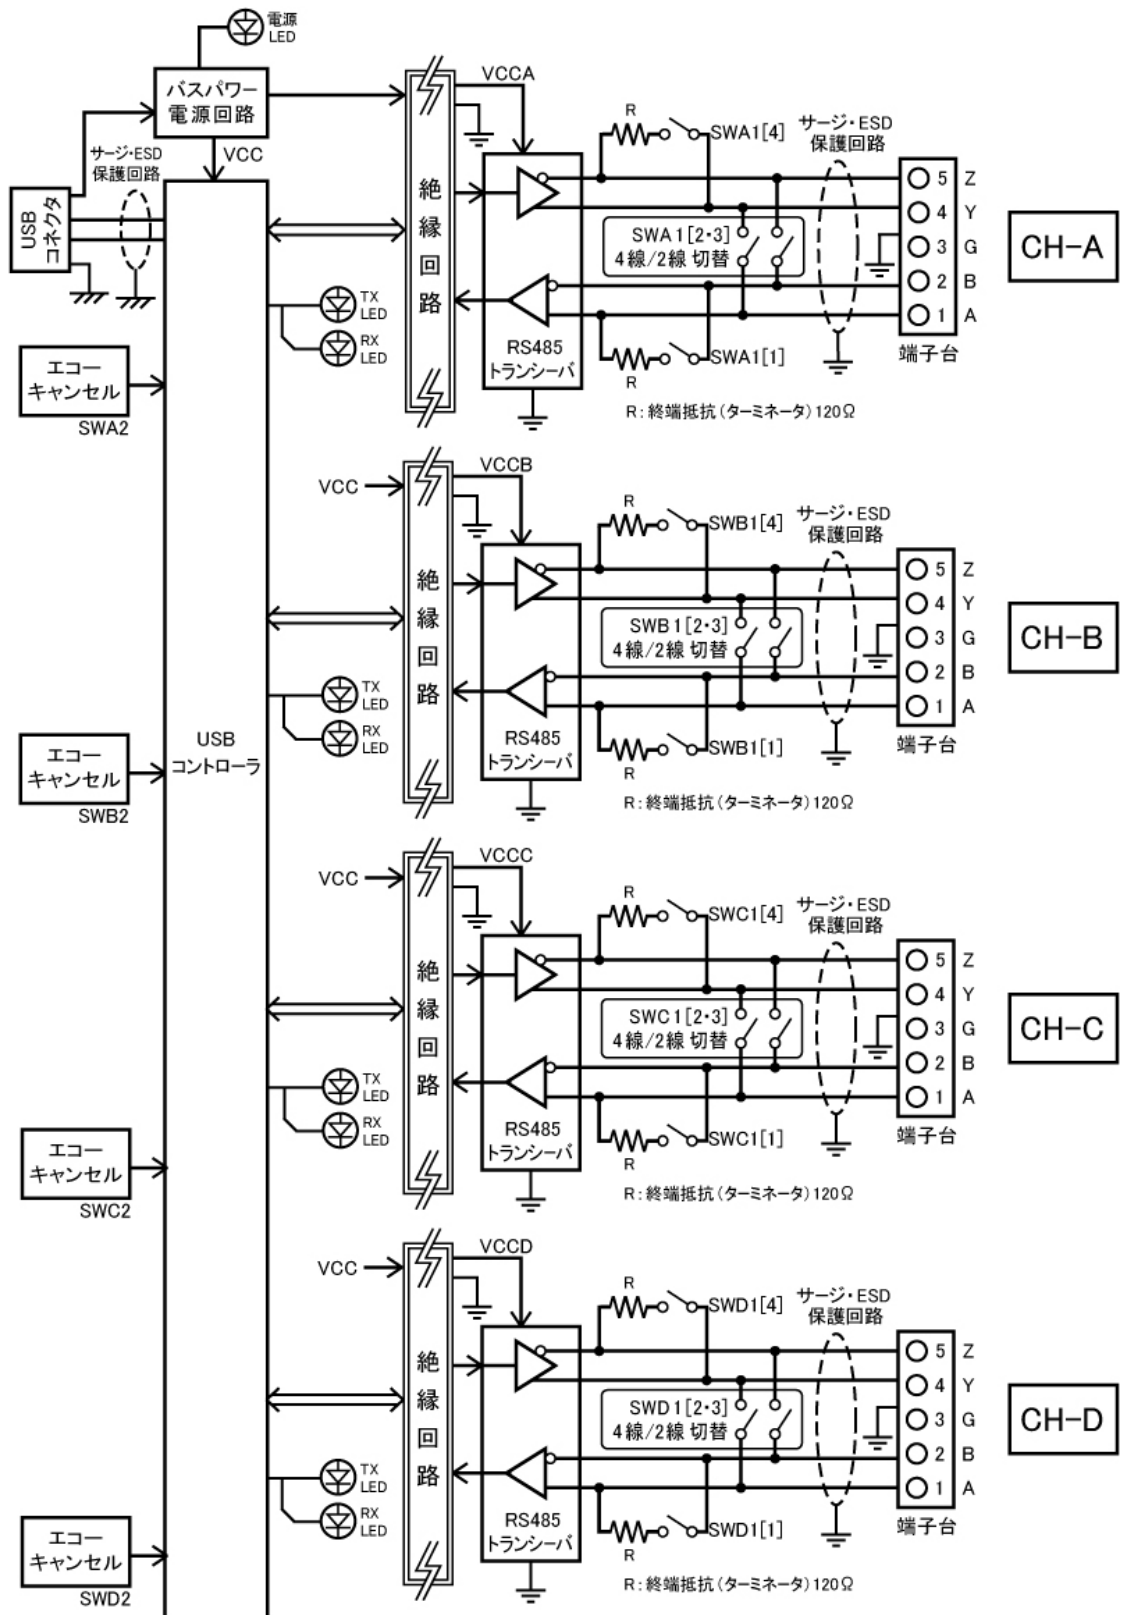 電源
LED
バスパワー
電源回路
VCC
サージ・ESD
保護回路
USB
コネクタ
エコー
キャンセル
SWA2
エコー
キャンセル
SWB2
エコー
キャンセル
SWC2
エコー
キャンセル
SWD2
USB
コントローラ
TX
LED
RX
LED
絶
縁
回
路
VCCA
R
SWA1[4]
サージ・ESD
保護回路
SWA1[2・3]
4線/2線 切替
RS485
トランシーバ
SWA1[1]
R
R:終端抵抗(ターミネータ)120Ω
5 Z
4 Y
3 G
2 B
1 A
端子台
CH-A
VCC
TX
LED
RX
LED
絶
縁
回
路
VCCB
R
SWB1[4]
サージ・ESD
保護回路
SWB1[2・3]
4線/2線 切替
RS485
トランシーバ
SWB1[1]
R
R:終端抵抗(ターミネータ)120Ω
5 Z
4 Y
3 G
2 B
1 A
端子台
CH-B
VCC
TX
LED
RX
LED
絶
縁
回
路
VCCC
R
SWC1[4]
サージ・ESD
保護回路
SWC1[2・3]
4線/2線 切替
RS485
トランシーバ
SWC1[1]
R
R:終端抵抗(ターミネータ)120Ω
5 Z
4 Y
3 G
2 B
1 A
端子台
CH-C
VCC
TX
LED
RX
LED
絶
縁
回
路
VCCD
R
SWD1[4]
サージ・ESD
保護回路
SWD1[2・3]
4線/2線 切替
RS485
トランシーバ
SWD1[1]
R
R:終端抵抗(ターミネータ)120Ω
5 Z
4 Y
3 G
2 B
1 A
端子台
CH-D